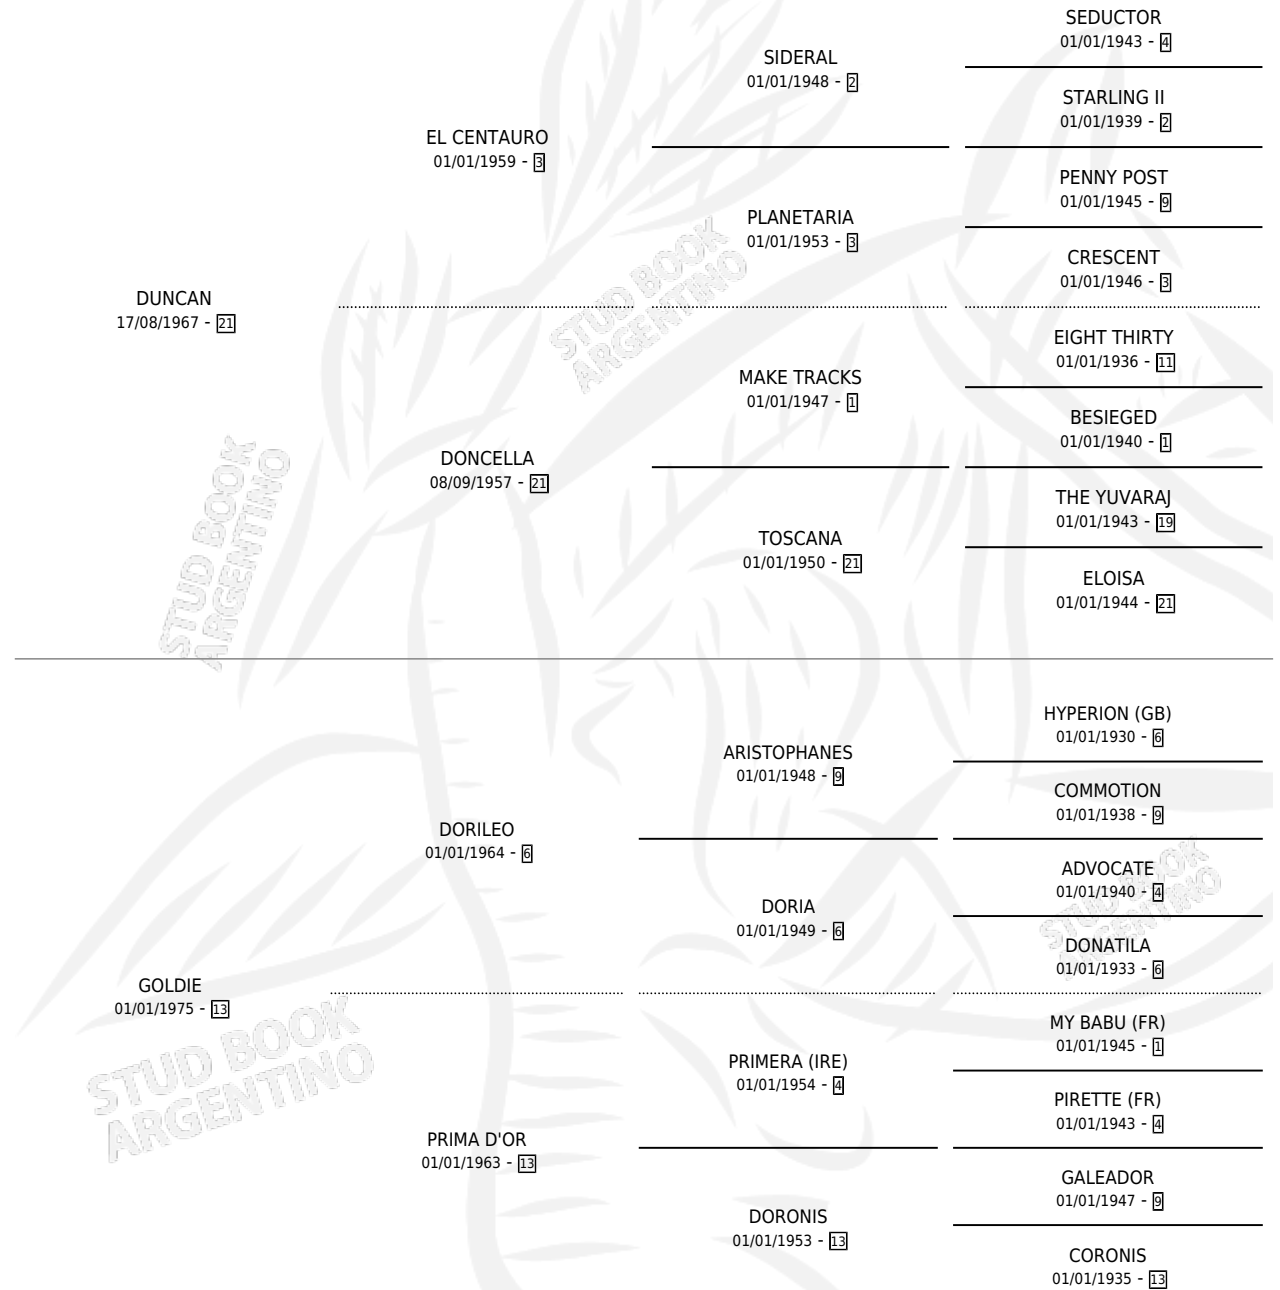 SEDUCTOR
01/01/1943 - 4
SIDERAL
01/01/1948 - 2
STARLING II
01/01/1939 - 2
EL CENTAURO
01/01/1959 - 3
PENNY POST
01/01/1945 - 9
PLANETARIA
01/01/1953 - 3
CRESCENT
01/01/1946 - 3
DUNCAN
17/08/1967 - 21
EIGHT THIRTY
01/01/1936 - 11
MAKE TRACKS
01/01/1947 - 1
BESIEGED
01/01/1940 - 1
DONCELLA
08/09/1957 - 21
THE YUVARAJ
01/01/1943 - 19
TOSCANA
01/01/1950 - 21
ELOISA
01/01/1944 - 21
STUD BOOK
ARGENTINO
STUD BOOK
ARGENTINO
HYPERION (GB)
01/01/1930 - 6
ARISTOPHANES
01/01/1948 - 9
COMMOTION
01/01/1938 - 9
DORILEO
01/01/1964 - 6
ADVOCATE
01/01/1940 - 4
DORIA
01/01/1949 - 6
DONATILA
01/01/1933 - 6
STUD BOOK
ARGENTINO
GOLDIE
01/01/1975 - 13
MY BABU (FR)
01/01/1945 - 1
PRIMERA (IRE)
01/01/1954 - 4
PIRETTE (FR)
01/01/1943 - 4
STUD BOOK
ARGENTINO
PRIMA D'OR
01/01/1963 - 13
GALEADOR
01/01/1947 - 9
DORONIS
01/01/1953 - 13
CORONIS
01/01/1935 - 13